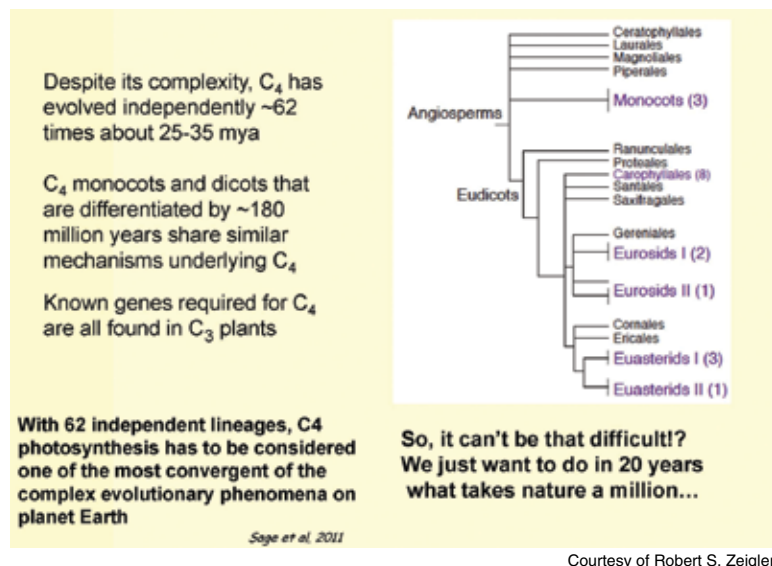 Despite its complexity, C₄ has
evolved independently ~62
times about 25-35 mya
C₄ monocots and dicots that
are differentiated by ~180
million years share similar
mechanisms underlying C₄
Known genes required for C₄
are all found in C₃ plants
With 62 independent lineages, C4
photosynthesis has to be considered
one of the most convergent of the
complex evolutionary phenomena on
planet Earth
Sage et al, 2011
Ceratophyllales
Laurales
Magnoliales
Piperales
Monocots (3)
Angiosperms
Ranunculales
Proteales
Carophyllales (8)
Eudicots
Santales
Saxifragales
Gereniales
Eurosids I (2)
Eurosids II (1)
Cornales
Ericales
Euasterids I (3)
Euasterids II (1)
So, it can't be that difficult!?
We just want to do in 20 years
what takes nature a million...
Courtesy of Robert S. Zeigler